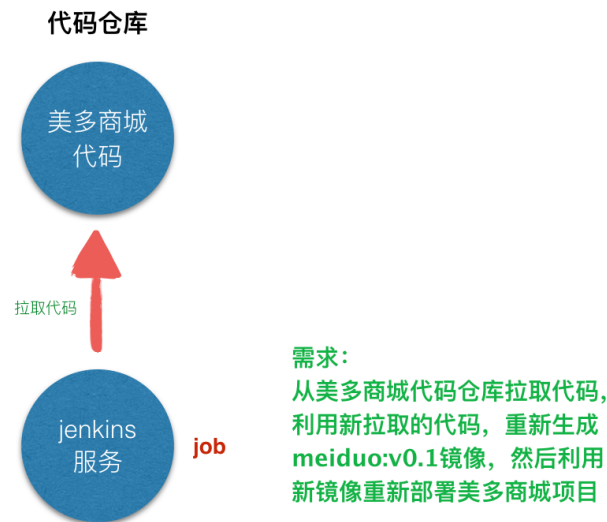 代码仓库
美多商城
代码
拉取代码
jenkins
服务
job
需求：
从美多商城代码仓库拉取代码，
利用新拉取的代码，重新生成
meiduo:v0.1镜像，然后利用
新镜像重新部署美多商城项目